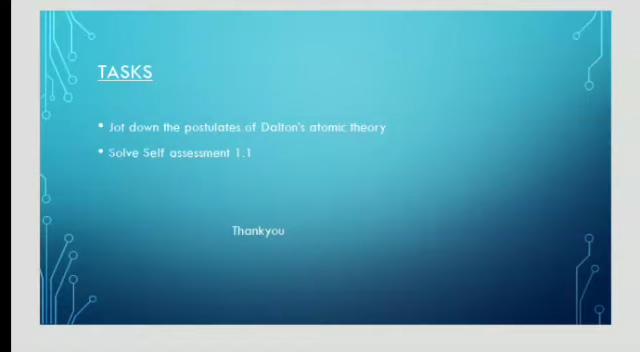 TASKS
• Jot down the postulates of Dalton's atomic theory
• Solve Self assessment 1.1
Thankyou